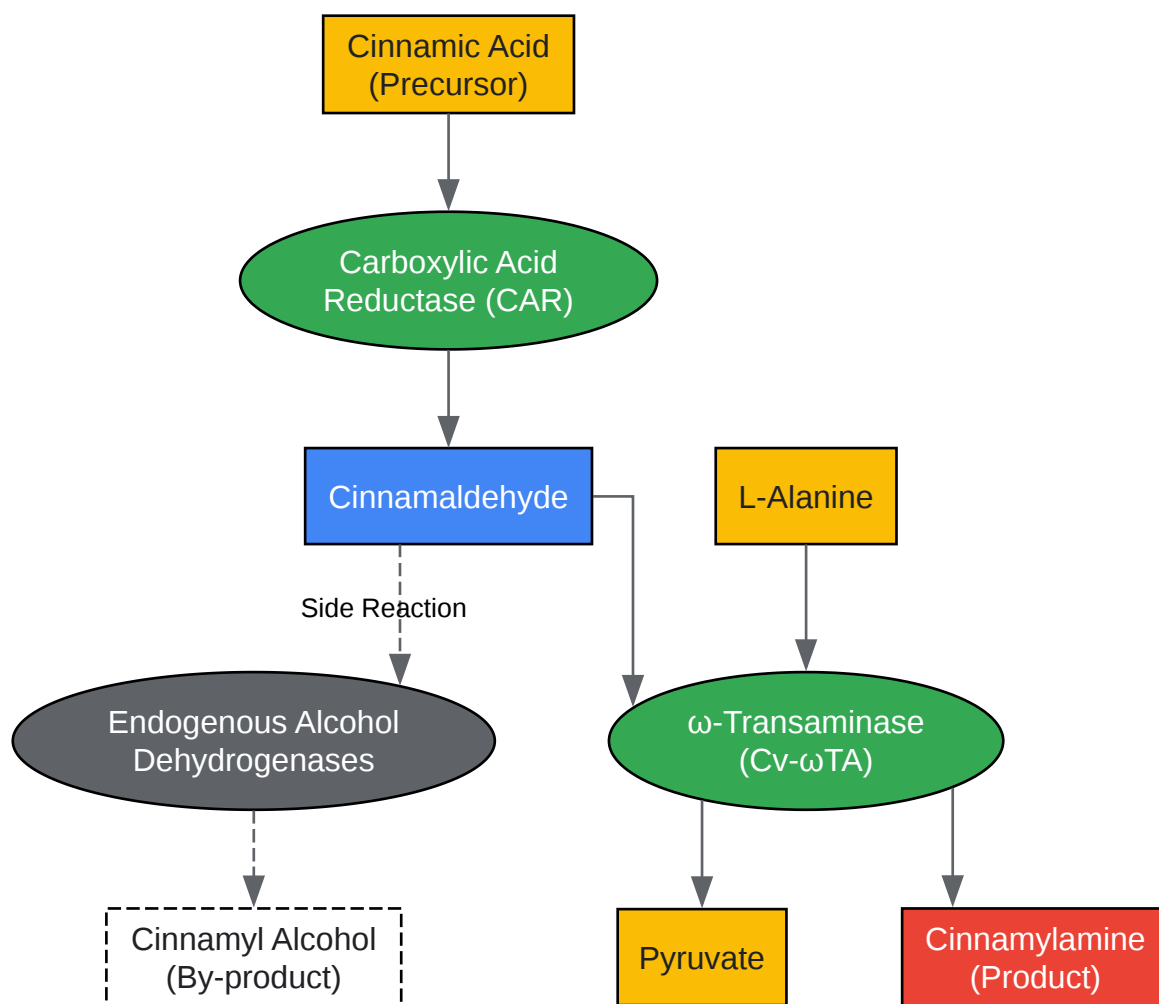 Cinnamic Acid
(Precursor)
Carboxylic Acid
Reductase (CAR)
Cinnamaldehyde
L-Alanine
Side Reaction
Endogenous Alcohol
Dehydrogenases
ω-Transaminase
(Cv-ωTA)
Cinnamyl Alcohol
(By-product)
Pyruvate
Cinnamylamine
(Product)